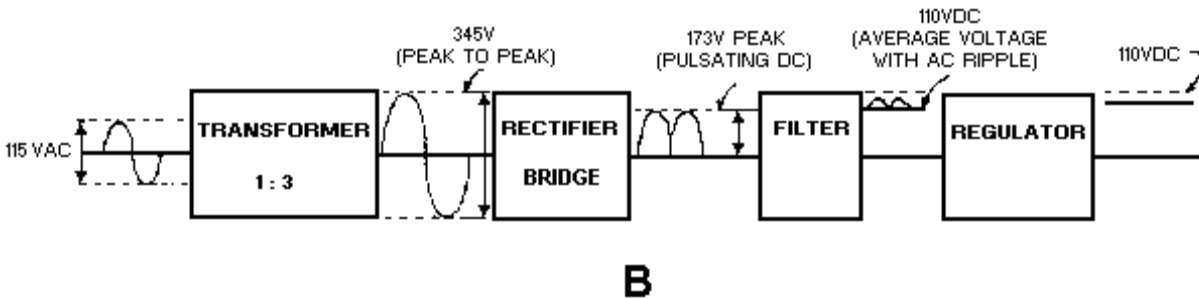 115 VAC
TRANSFORMER
1 : 3
345V
(PEAK TO PEAK)
RECTIFIER
BRIDGE
173V PEAK
(PULSATING DC)
FILTER
110VDC
(AVERAGE VOLTAGE
WITH AC RIPPLE)
REGULATOR
110VDC
B